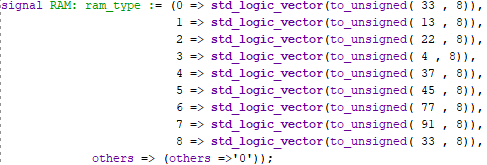 signal RAM: ram_type := (0 => std_logic_vector(to_unsigned( 33 , 8)),
1 => std_logic_vector(to_unsigned( 13 , 8)),
2 => std_logic_vector(to_unsigned( 22 , 8)),
3 => std_logic_vector(to_unsigned( 4 , 8)),
4 => std_logic_vector(to_unsigned( 37 , 8)),
5 => std_logic_vector(to_unsigned( 45 , 8)),
6 => std_logic_vector(to_unsigned( 77 , 8)),
7 => std_logic_vector(to_unsigned( 91 , 8)),
8 => std_logic_vector(to_unsigned( 33 , 8)),
others => (others =>'0'));